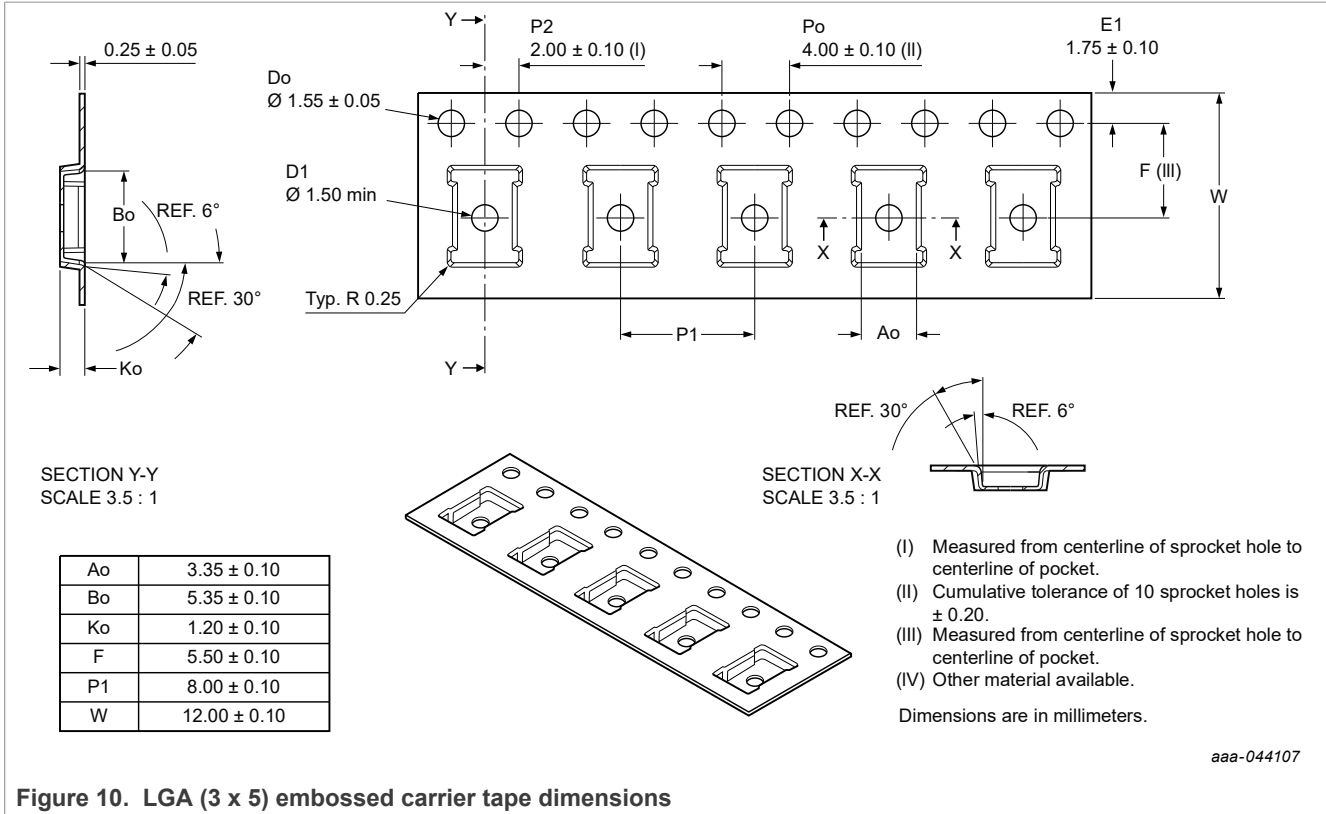 Y
P2
2.00 ± 0.10 (I)
Po
4.00 ± 0.10 (II)
E1
1.75 ± 0.10
0.25 ± 0.05
Do
Ø 1.55 ± 0.05
D1
Ø 1.50 min
F (III)
W
Bo
REF. 6°
REF. 30°
X
X
Typ. R 0.25
P1
Ao
Ko
Y
REF. 30°
REF. 6°
SECTION Y-Y
SCALE 3.5 : 1
SECTION X-X
SCALE 3.5 : 1
Ao 3.35 ± 0.10
Bo 5.35 ± 0.10
Ko 1.20 ± 0.10
F 5.50 ± 0.10
P1 8.00 ± 0.10
W 12.00 ± 0.10
(I) Measured from centerline of sprocket hole to
centerline of pocket.
(II) Cumulative tolerance of 10 sprocket holes is
± 0.20.
(III) Measured from centerline of sprocket hole to
centerline of pocket.
(IV) Other material available.
Dimensions are in millimeters.
aaa-044107
Figure 10. LGA (3 x 5) embossed carrier tape dimensions